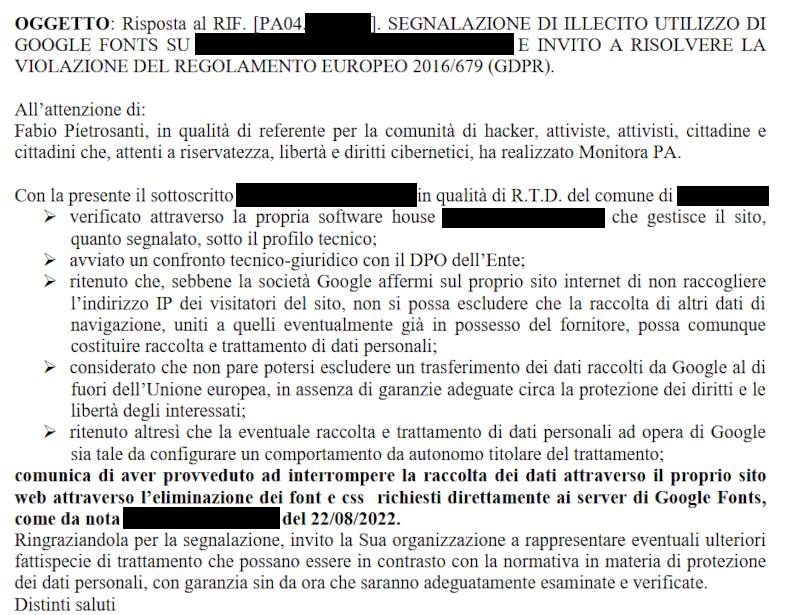 OGGETTO: Risposta al RIF. [PA04. ]. SEGNALAZIONE DI ILLECITO UTILIZZO DI
GOOGLE FONTS SU E INVITO A RISOLVERE LA
VIOLAZIONE DEL REGOLAMENTO EUROPEO 2016/679 (GDPR).
All’attenzione di:
Fabio Pietrosanti, in qualità di referente per la comunità di hacker, attiviste, attivisti, cittadine e
cittadini che, attenti a riservatezza, libertà e diritti cibernetici, ha realizzato Monitora PA.
Con la presente il sottoscritto in qualità di R.T.D. del comune di
➢ verificato attraverso la propria software house che gestisce il sito,
quanto segnalato, sotto il profilo tecnico;
➢ avviato un confronto tecnico-giuridico con il DPO dell’Ente;
➢ ritenuto che, sebbene la società Google affermi sul proprio sito internet di non raccogliere
l’indirizzo IP dei visitatori del sito, non si possa escludere che la raccolta di altri dati di
navigazione, uniti a quelli eventualmente già in possesso del fornitore, possa comunque
costituire raccolta e trattamento di dati personali;
➢ considerato che non pare potersi escludere un trasferimento dei dati raccolti da Google al di
fuori dell’Unione europea, in assenza di garanzie adeguate circa la protezione dei diritti e le
libertà degli interessati;
➢ ritenuto altresì che la eventuale raccolta e trattamento di dati personali ad opera di Google
sia tale da configurare un comportamento da autonomo titolare del trattamento;
comunica di aver provveduto ad interrompere la raccolta dei dati attraverso il proprio sito
web attraverso l’eliminazione dei font e css richiesti direttamente ai server di Google Fonts,
come da nota del 22/08/2022.
Ringraziandola per la segnalazione, invito la Sua organizzazione a rappresentare eventuali ulteriori
fattispecie di trattamento che possano essere in contrasto con la normativa in materia di protezione
dei dati personali, con garanzia sin da ora che saranno adeguatamente esaminate e verificate.
Distinti saluti